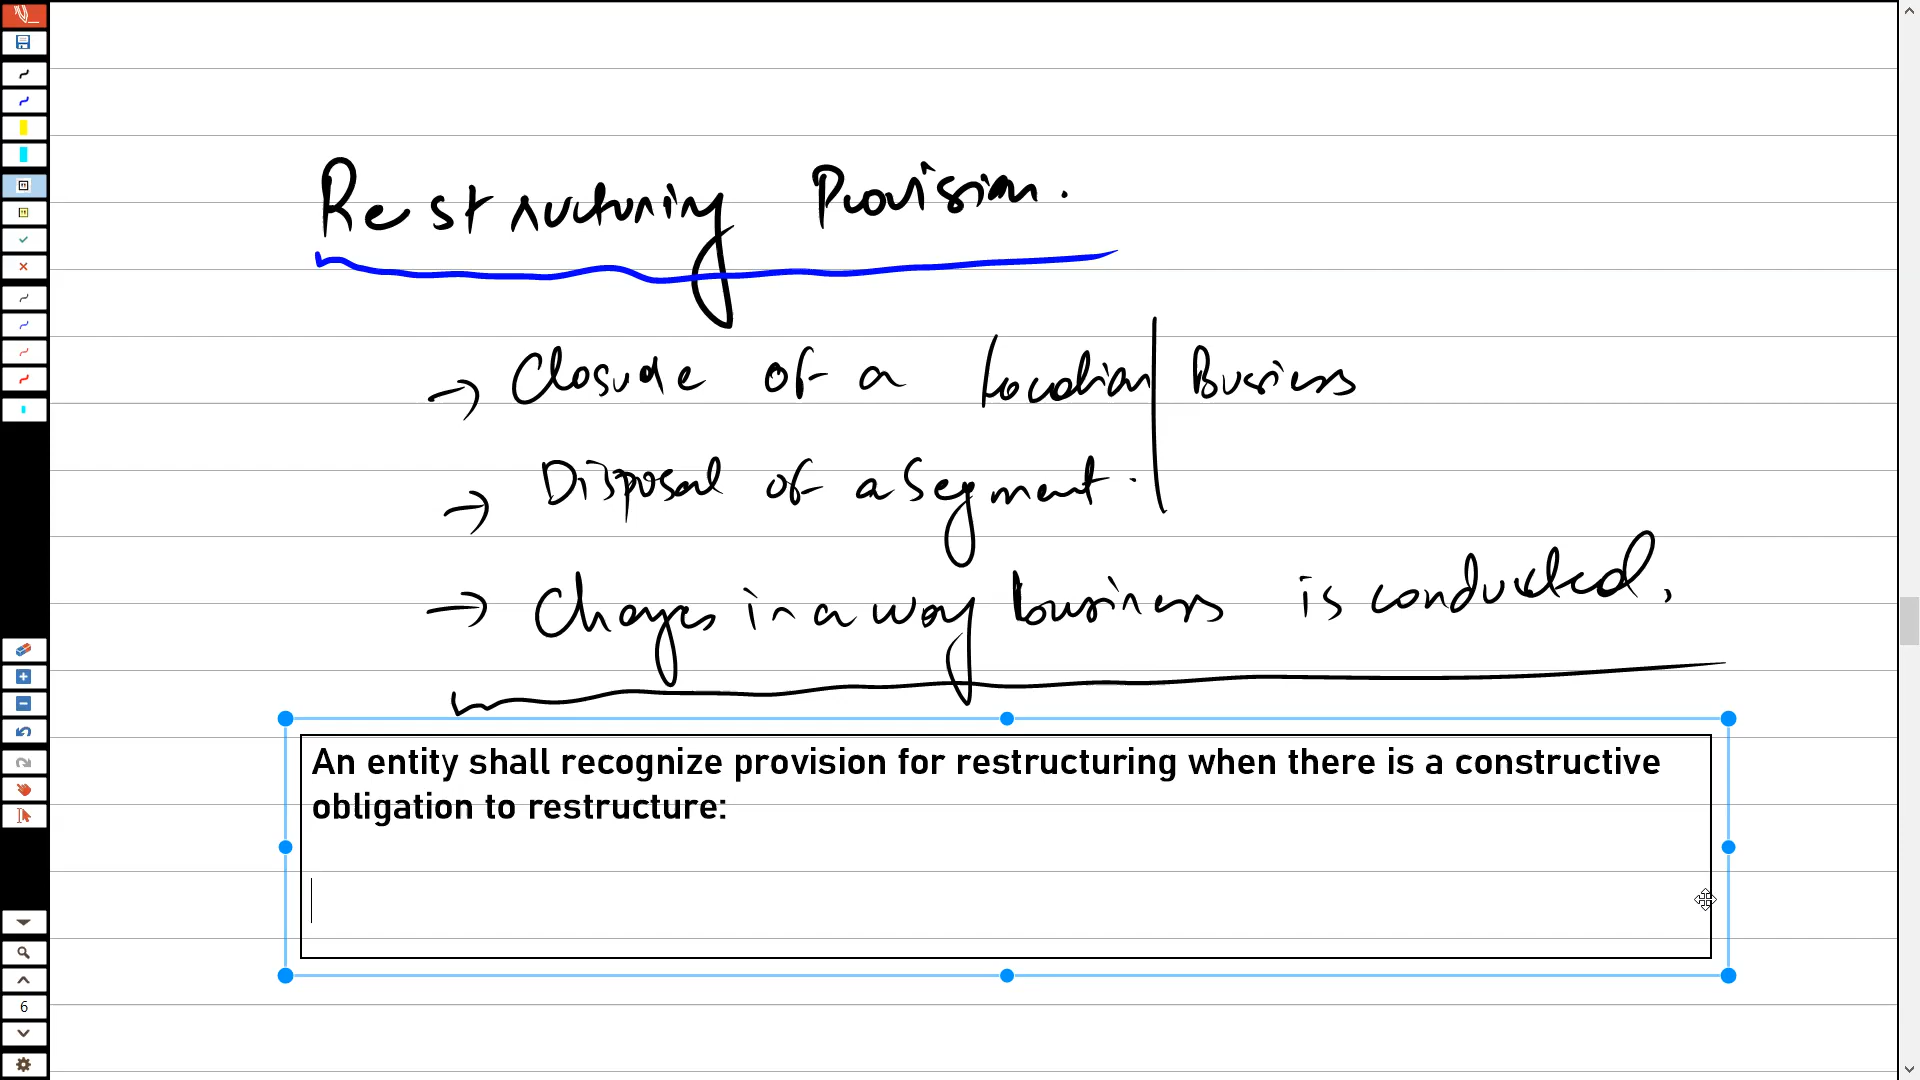 Restructuring Provision.
→ Closure of a Location | Business
→ Disposal of a Segment.
→ Changes in a way business is conducted.
An entity shall recognize provision for restructuring when there is a constructive
obligation to restructure:
6